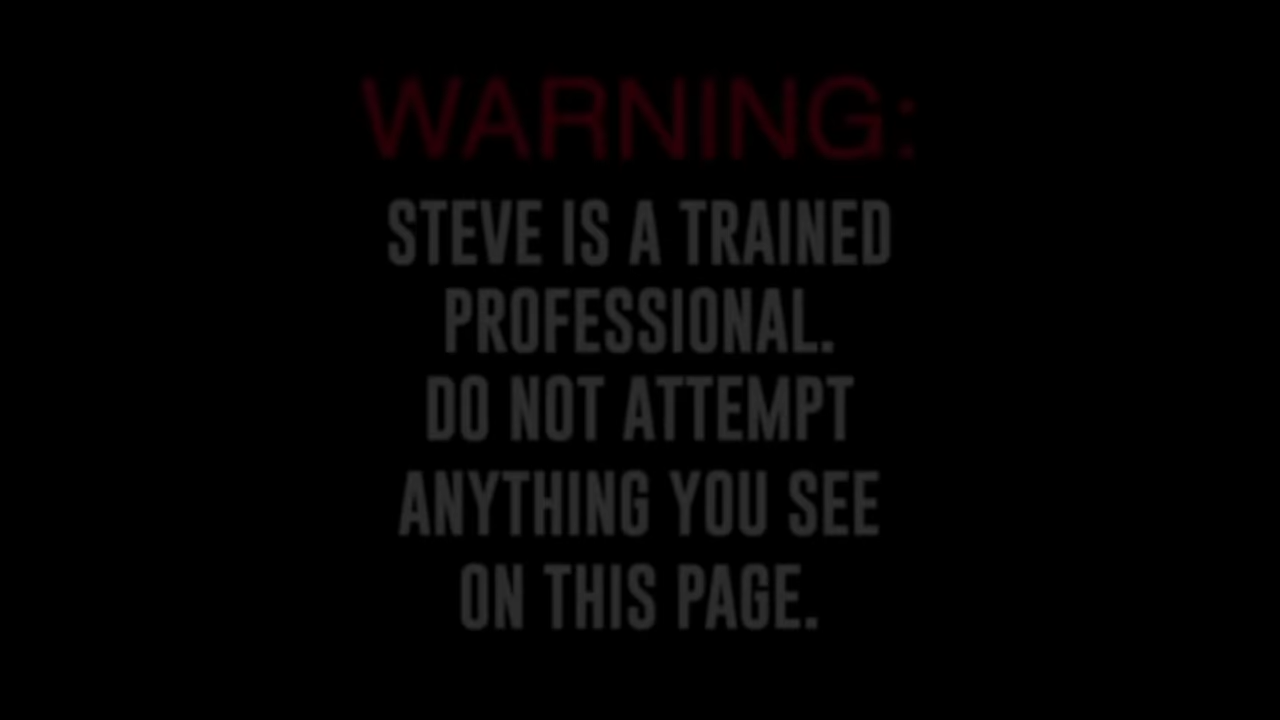 WARNING:
STEVE IS A TRAINED
PROFESSIONAL.
DO NOT ATTEMPT
ANYTHING YOU SEE
ON THIS PAGE.